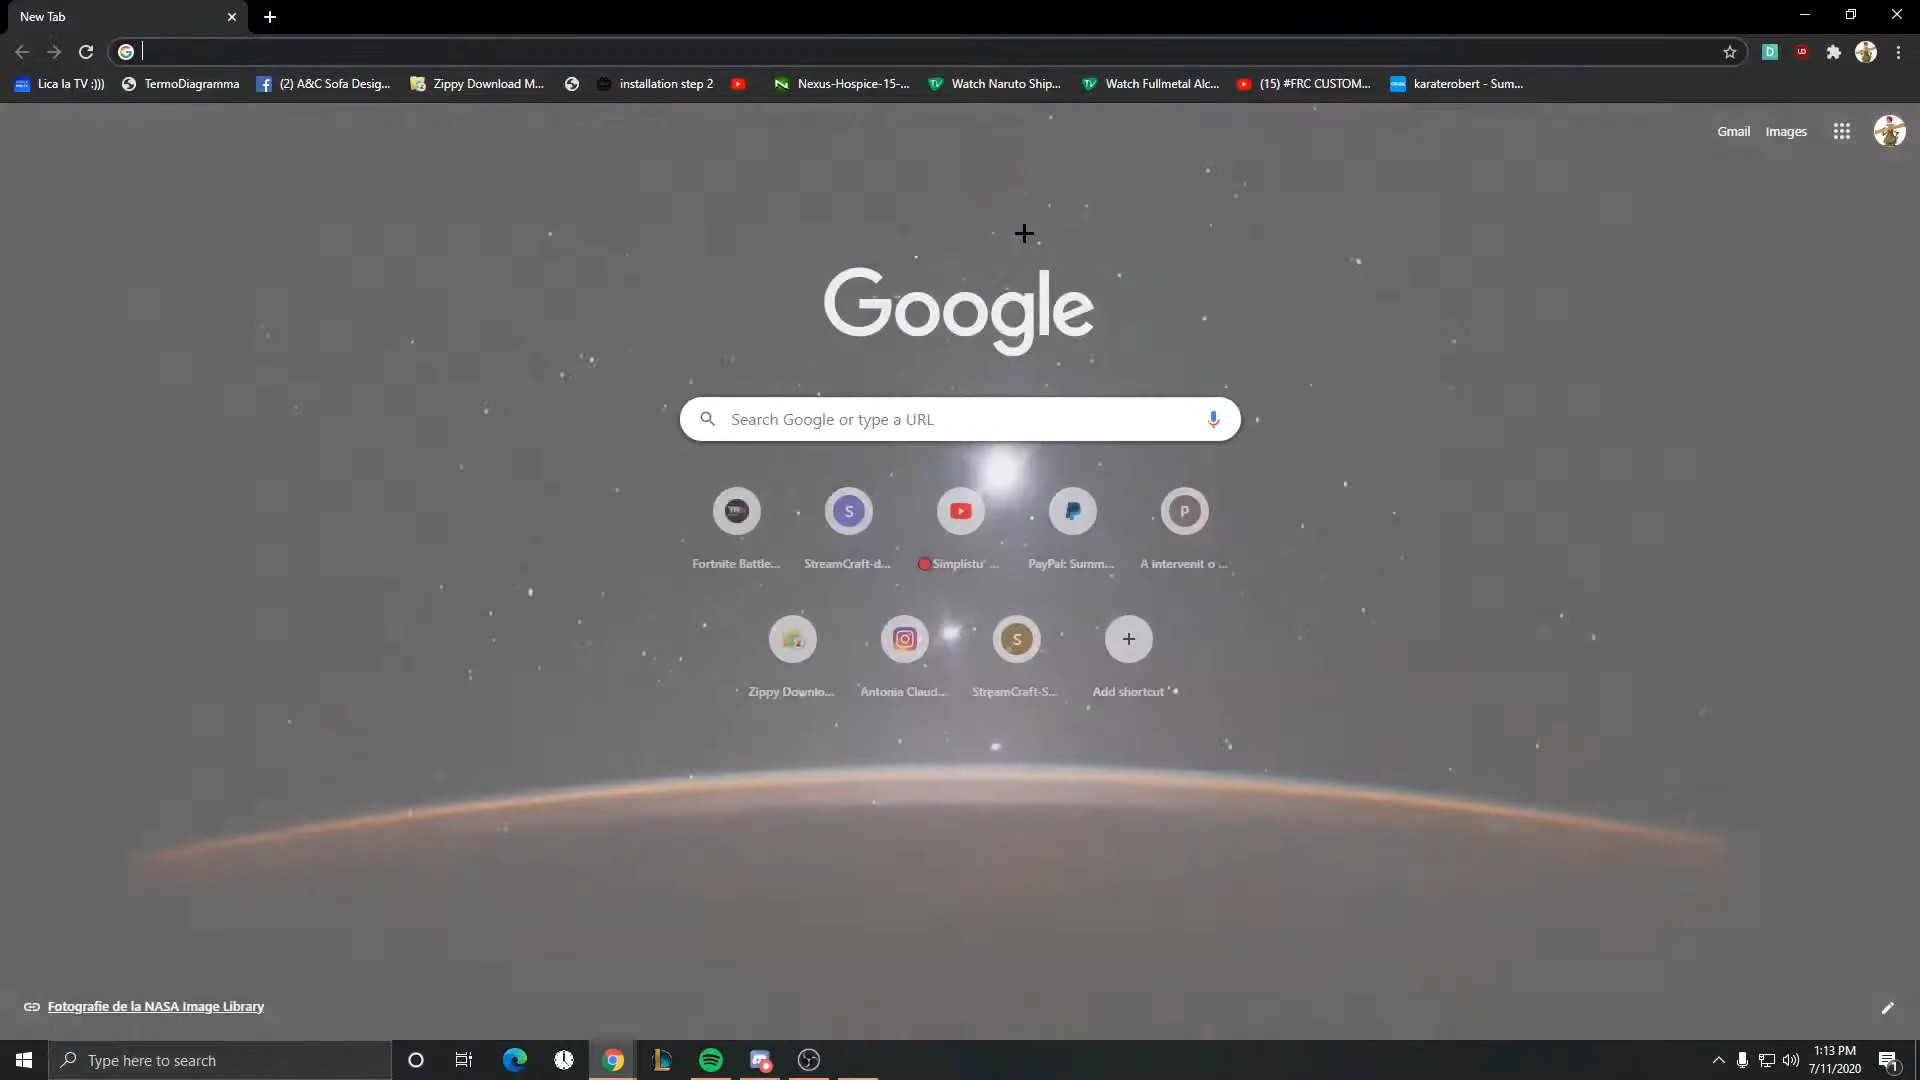 New Tab
Lica la TV :))) TermoDiagramma (2) A&C Sofa Desig... Zippy Download M... installation step 2 Nexus-Hospice-15-... Watch Naruto Ship... Watch Fullmetal Alc... (15) #FRC CUSTOM... karaterobert - Sum...
Gmail Images
Google
Search Google or type a URL
Fortnite Battle... StreamCraft-d... Simplistu' ... PayPal: Summ... A intervenit o ...
Zippy Downlo... Antonia Claud... StreamCraft-S... Add shortcut
Fotografie de la NASA Image Library
Type here to search
1:13 PM
7/11/2020